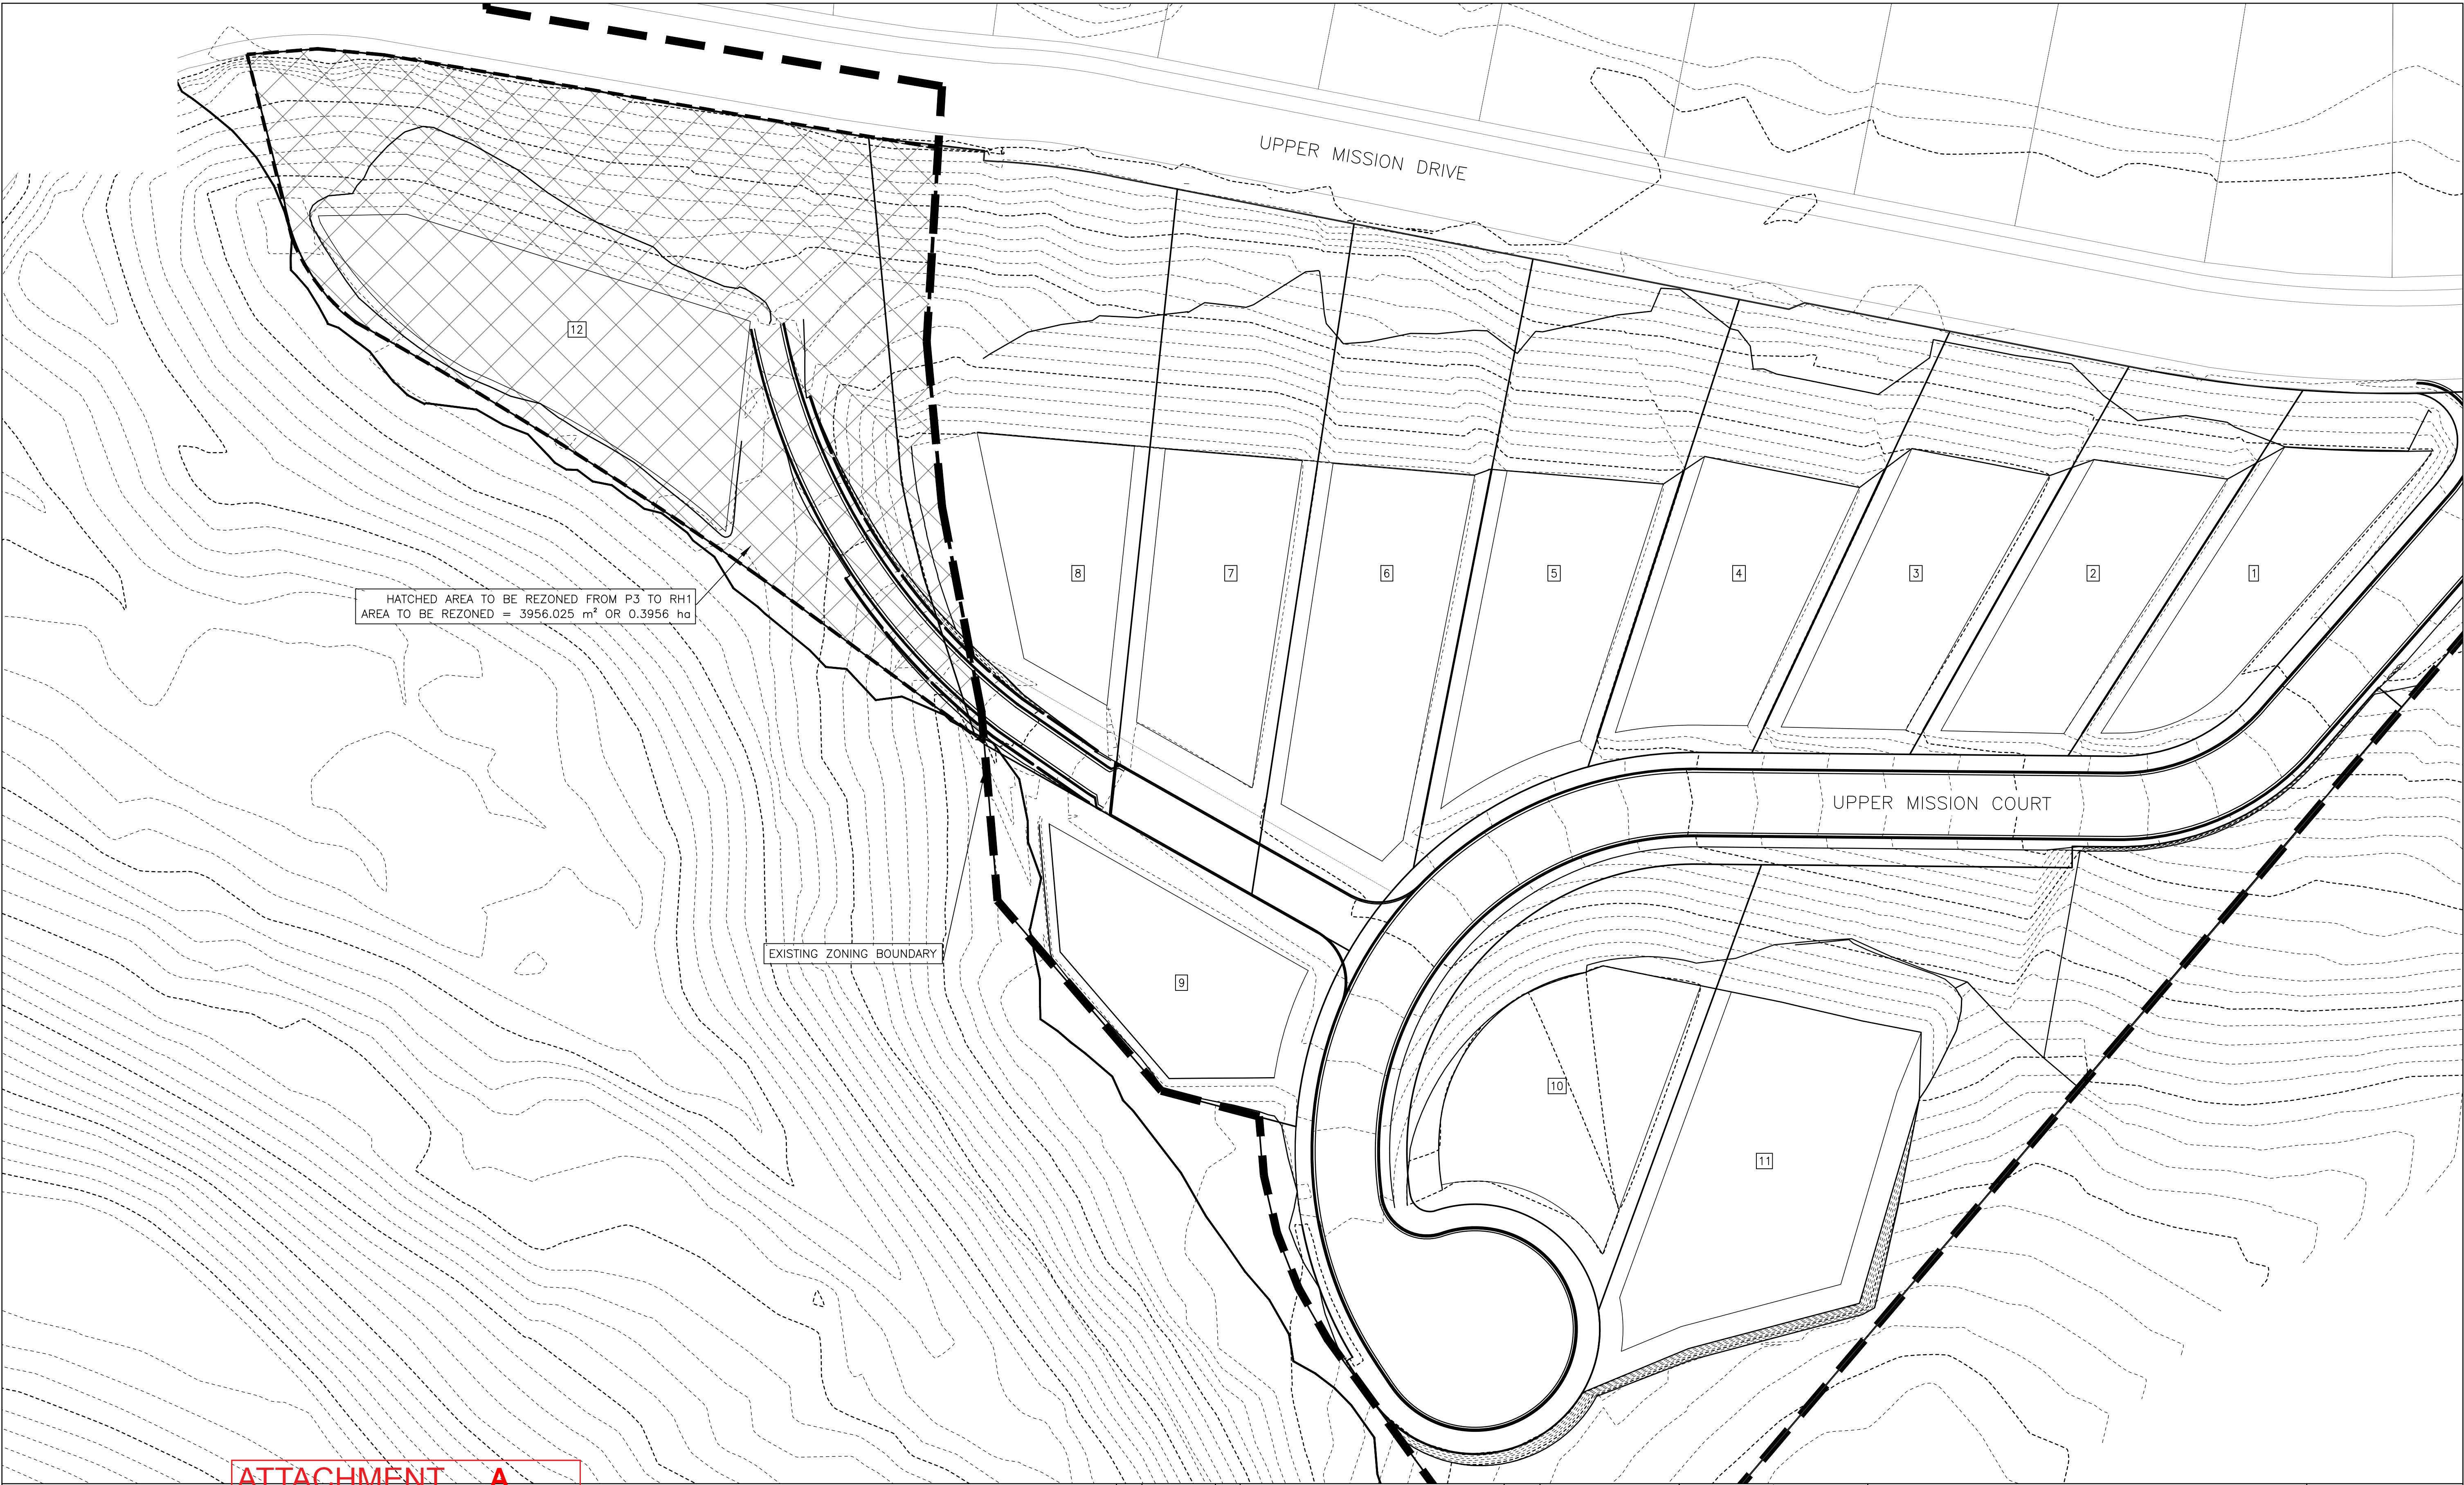 UPPER MISSION DRIVE
12
8
7
6
5
4
3
2
1
HATCHED AREA TO BE REZONED FROM P3 TO RH1
AREA TO BE REZONED = 3956.025 m² OR 0.3956 ha
UPPER MISSION COURT
EXISTING ZONING BOUNDARY
9
10
11
ATTACHMENT A